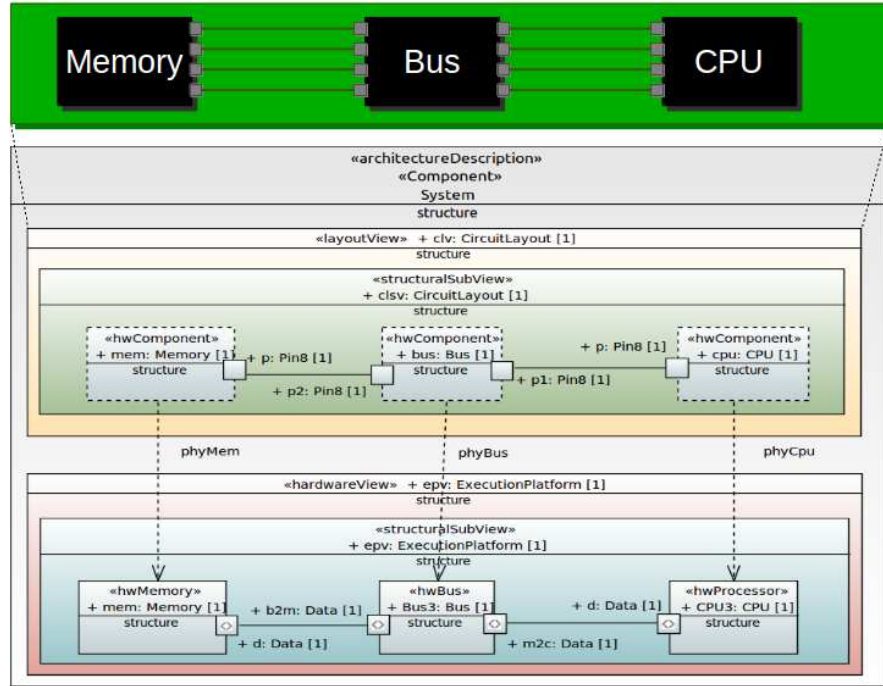 Memory Bus CPU
«architectureDescription»
«Component»
System
structure
«layoutView» + clv: CircuitLayout [1]
structure
«structuralSubView»
+ clsv: CircuitLayout [1]
structure
«hwComponent»
+ mem: Memory [1]
structure
+ p: Pin8 [1]
+ p2: Pin8 [1]
«hwComponent»
+ bus: Bus [1]
structure
+ p: Pin8 [1]
+ p1: Pin8 [1]
«hwComponent»
+ cpu: CPU [1]
structure
phyMem phyBus phyCpu
«hardwareView» + epv: ExecutionPlatform [1]
structure
«structuralSubView»
+ epv: ExecutionPlatform [1]
structure
«hwMemory»
+ mem: Memory [1]
structure
+ b2m: Data [1]
+ d: Data [1]
«hwBus»
+ Bus3: Bus [1]
structure
+ d: Data [1]
+ m2c: Data [1]
«hwProcessor»
+ CPU3: CPU [1]
structure